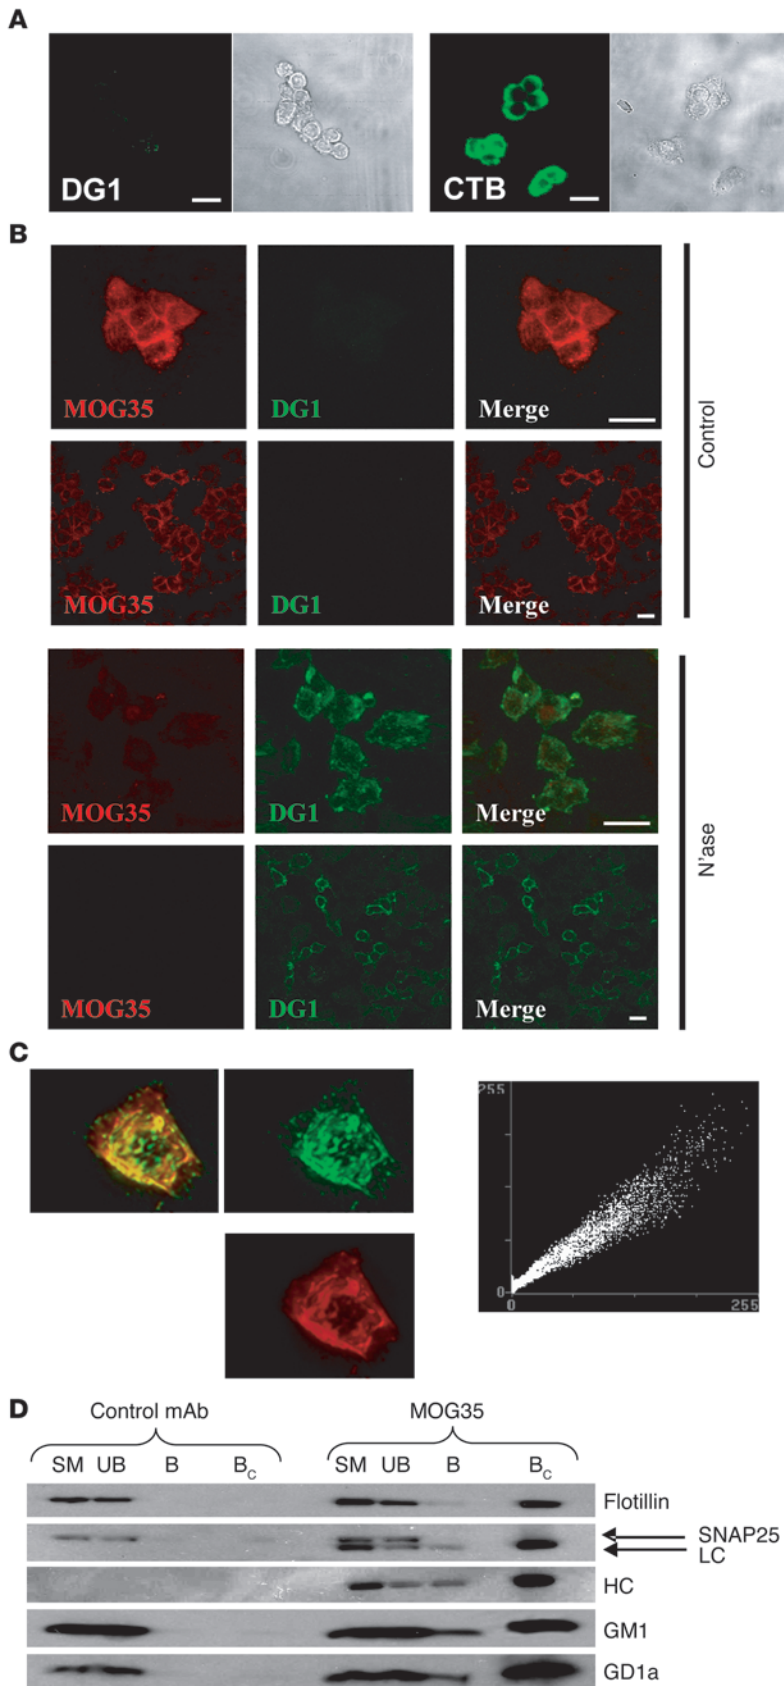 A
DG1
CTB
B
MOG35 DG1 Merge
MOG35 DG1 Merge
Control
MOG35 DG1 Merge
MOG35 DG1 Merge
N'ase
C
255
0
0 255
D
Control mAb MOG35
SM UB B Bc SM UB B Bc
Flotillin
SNAP25
LC
HC
GM1
GD1a